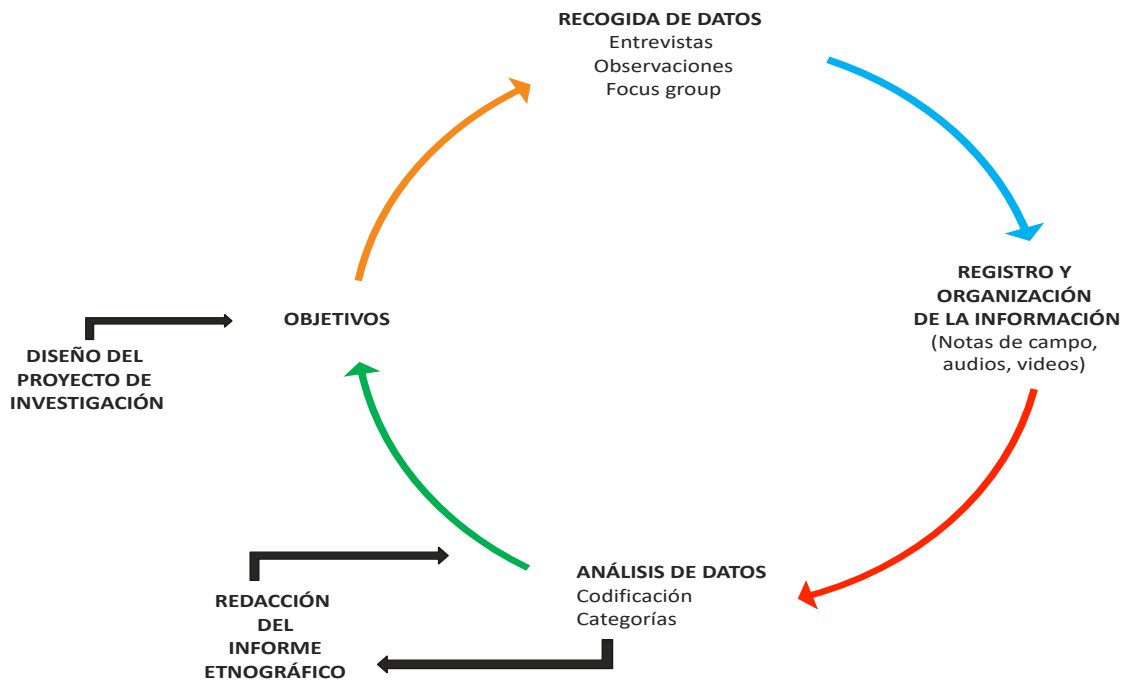 RECOGIDA DE DATOS
Entrevistas
Observaciones
Focus group
REGISTRO Y
ORGANIZACIÓN
DE LA INFORMACIÓN
(Notas de campo,
audios, videos)
OBJETIVOS
DISEÑO DEL
PROYECTO DE
INVESTIGACIÓN
ANÁLISIS DE DATOS
Codificación
Categorías
REDACCIÓN
DEL
INFORME
ETNOGRÁFICO